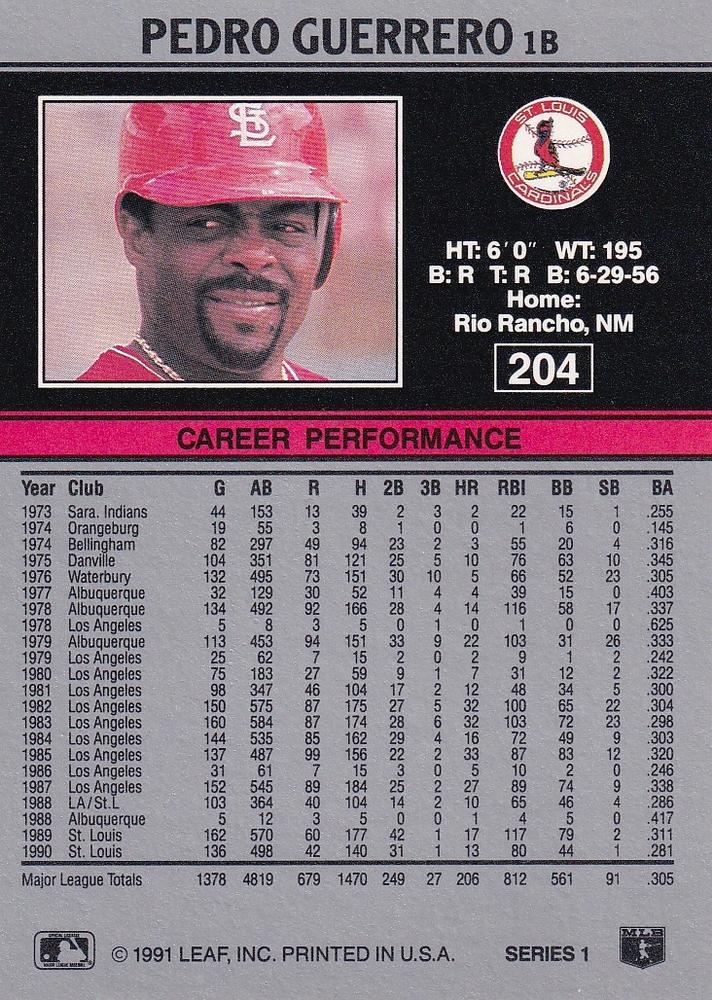 PEDRO GUERRERO 1B
STL
ST. LOUIS
CARDINALS
HT: 6'0" WT: 195
B: R T: R B: 6-29-56
Home:
Rio Rancho, NM
204
CAREER PERFORMANCE
Year Club G AB R H 2B 3B HR RBI BB SB BA
1973 Sara. Indians 44 153 13 39 2 3 2 22 15 1 .255
1974 Orangeburg 19 55 3 8 1 0 0 1 6 0 .145
1974 Bellingham 82 297 49 94 23 2 3 55 20 4 .316
1975 Danville 104 351 81 121 25 5 10 76 63 10 .345
1976 Waterbury 132 495 73 151 30 10 5 66 52 23 .305
1977 Albuquerque 32 129 30 52 11 4 4 39 15 0 .403
1978 Albuquerque 134 492 92 166 28 4 14 116 58 17 .337
1978 Los Angeles 5 8 3 5 0 1 0 1 0 0 .625
1979 Albuquerque 113 453 94 151 33 9 22 103 31 26 .333
1979 Los Angeles 25 62 7 15 2 0 2 9 1 2 .242
1980 Los Angeles 75 183 27 59 9 1 7 31 12 2 .322
1981 Los Angeles 98 347 46 104 17 2 12 48 34 5 .300
1982 Los Angeles 150 575 87 175 27 5 32 100 65 22 .304
1983 Los Angeles 160 584 87 174 28 6 32 103 72 23 .298
1984 Los Angeles 144 535 85 162 29 4 16 72 49 9 .303
1985 Los Angeles 137 487 99 156 22 2 33 87 83 12 .320
1986 Los Angeles 31 61 7 15 3 0 5 10 2 0 .246
1987 Los Angeles 152 545 89 184 25 2 27 89 74 9 .338
1988 LA/St.L 103 364 40 104 14 2 10 65 46 4 .286
1988 Albuquerque 5 12 3 5 0 0 1 4 5 0 .417
1989 St. Louis 162 570 60 177 42 1 17 117 79 2 .311
1990 St. Louis 136 498 42 140 31 1 13 80 44 1 .281
Major League Totals 1378 4819 679 1470 249 27 206 812 561 91 .305
© 1991 LEAF, INC. PRINTED IN U.S.A. SERIES 1
MLB